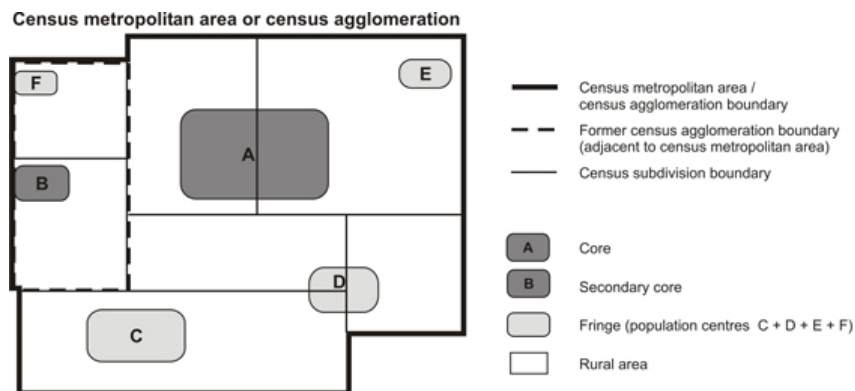 Census metropolitan area or census agglomeration
F
E
A
B
D
C
Census metropolitan area /
census agglomeration boundary
Former census agglomeration boundary
(adjacent to census metropolitan area)
Census subdivision boundary
A Core
B Secondary core
Fringe (population centres C + D + E + F)
Rural area